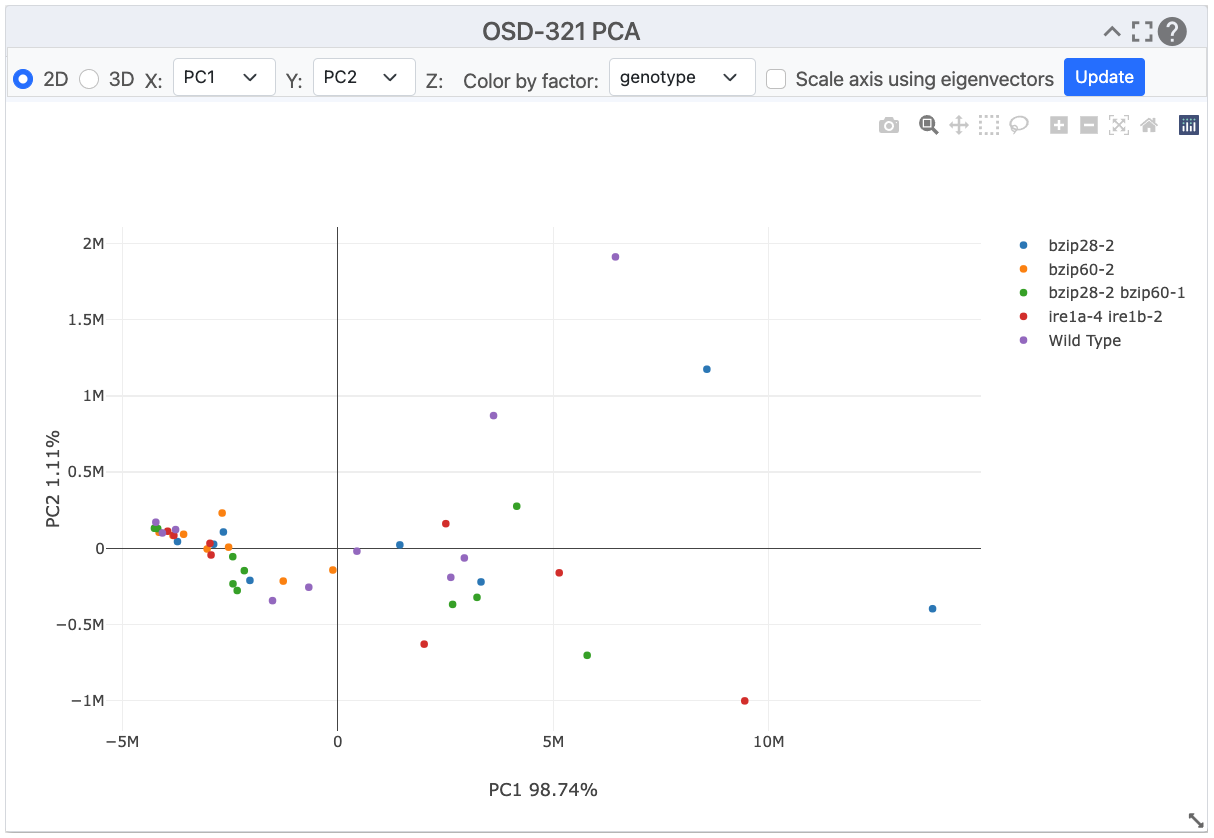 OSD-321 PCA
?
2D 3D X: PC1 Y: PC2 Z: Color by factor: genotype Scale axis using eigenvectors Update
2M
1.5M
1M
0.5M
0
−0.5M
−1M
PC2 1.11%
−5M 0 5M 10M
PC1 98.74%
bzip28-2
bzip60-2
bzip28-2 bzip60-1
ire1a-4 ire1b-2
Wild Type